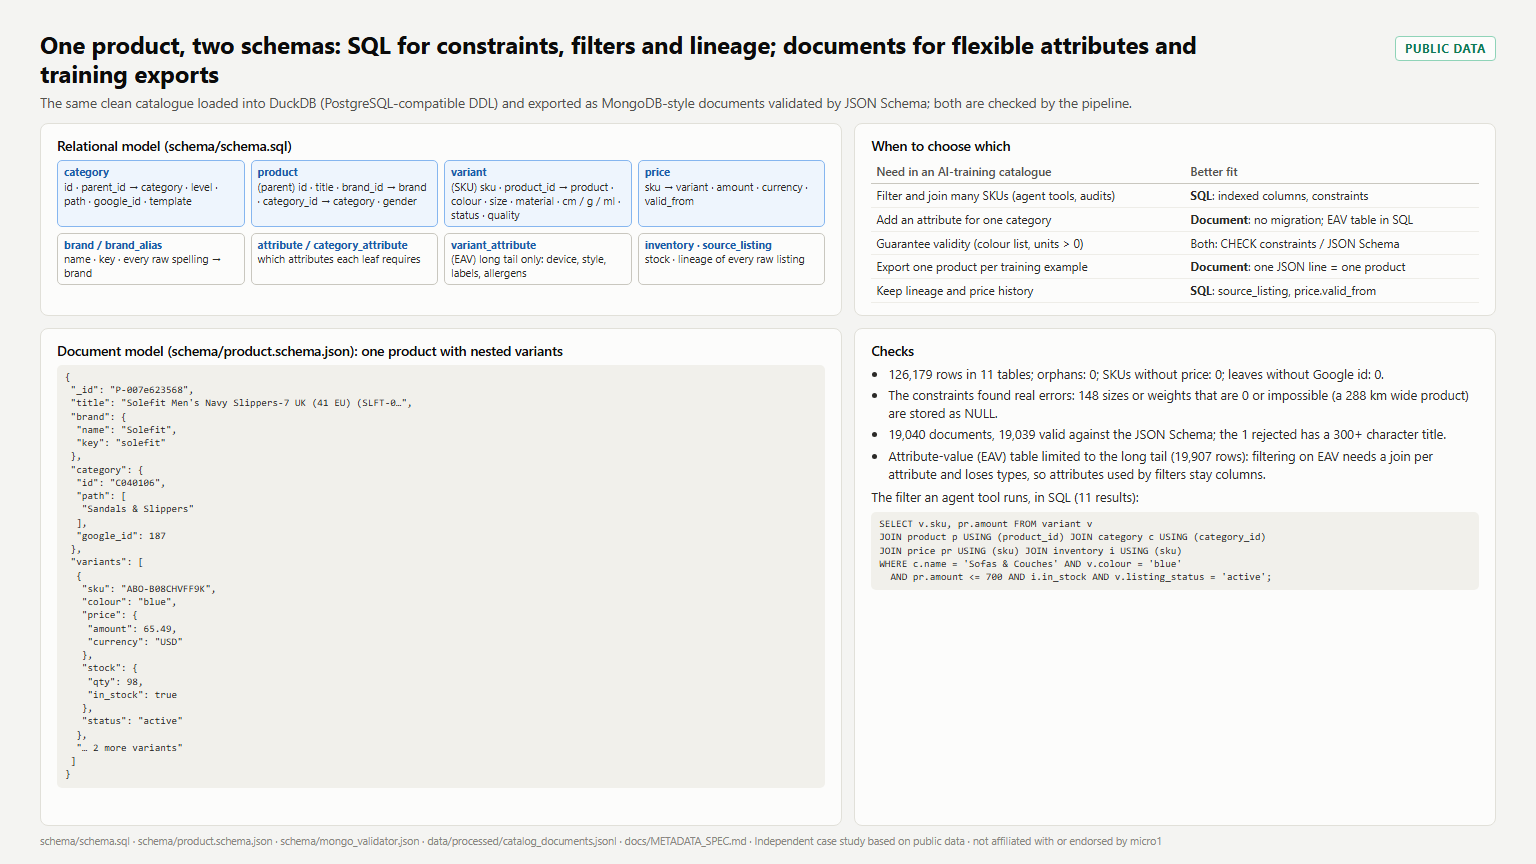 One product, two schemas: SQL for constraints, filters and lineage; documents for flexible attributes and
training exports
PUBLIC DATA
The same clean catalogue loaded into DuckDB (PostgreSQL-compatible DDL) and exported as MongoDB-style documents validated by JSON Schema; both are checked by the pipeline.
Relational model (schema/schema.sql)
category
id · parent_id → category · level ·
path · google_id · template
product
(parent) id · title · brand_id → brand
· category_id → category · gender
variant
(SKU) sku · product_id → product ·
colour · size · material · cm / g / ml ·
status · quality
price
sku → variant · amount · currency ·
valid_from
brand / brand_alias
name · key · every raw spelling →
brand
attribute / category_attribute
which attributes each leaf requires
variant_attribute
(EAV) long tail only: device, style,
labels, allergens
inventory · source_listing
stock · lineage of every raw listing
When to choose which
Need in an AI-training catalogue Better fit
Filter and join many SKUs (agent tools, audits) SQL: indexed columns, constraints
Add an attribute for one category Document: no migration; EAV table in SQL
Guarantee validity (colour list, units > 0) Both: CHECK constraints / JSON Schema
Export one product per training example Document: one JSON line = one product
Keep lineage and price history SQL: source_listing, price.valid_from
Document model (schema/product.schema.json): one product with nested variants
{
"_id": "P-007e623568",
"title": "Solefit Men's Navy Slippers-7 UK (41 EU) (SLFT-0…",
"brand": {
"name": "Solefit",
"key": "solefit"
},
"category": {
"id": "C040106",
"path": [
"Sandals & Slippers"
],
"google_id": 187
},
"variants": [
{
"sku": "ABO-B08CHVFF9K",
"colour": "blue",
"price": {
"amount": 65.49,
"currency": "USD"
},
"stock": {
"qty": 98,
"in_stock": true
},
"status": "active"
},
"… 2 more variants"
]
}
Checks
• 126,179 rows in 11 tables; orphans: 0; SKUs without price: 0; leaves without Google id: 0.
• The constraints found real errors: 148 sizes or weights that are 0 or impossible (a 288 km wide product)
are stored as NULL.
• 19,040 documents, 19,039 valid against the JSON Schema; the 1 rejected has a 300+ character title.
• Attribute-value (EAV) table limited to the long tail (19,907 rows): filtering on EAV needs a join per
attribute and loses types, so attributes used by filters stay columns.
The filter an agent tool runs, in SQL (11 results):
SELECT v.sku, pr.amount FROM variant v
JOIN product p USING (product_id) JOIN category c USING (category_id)
JOIN price pr USING (sku) JOIN inventory i USING (sku)
WHERE c.name = 'Sofas & Couches' AND v.colour = 'blue'
AND pr.amount <= 700 AND i.in_stock AND v.listing_status = 'active';
schema/schema.sql · schema/product.schema.json · schema/mongo_validator.json · data/processed/catalog_documents.jsonl · docs/METADATA_SPEC.md · Independent case study based on public data · not affiliated with or endorsed by micro1